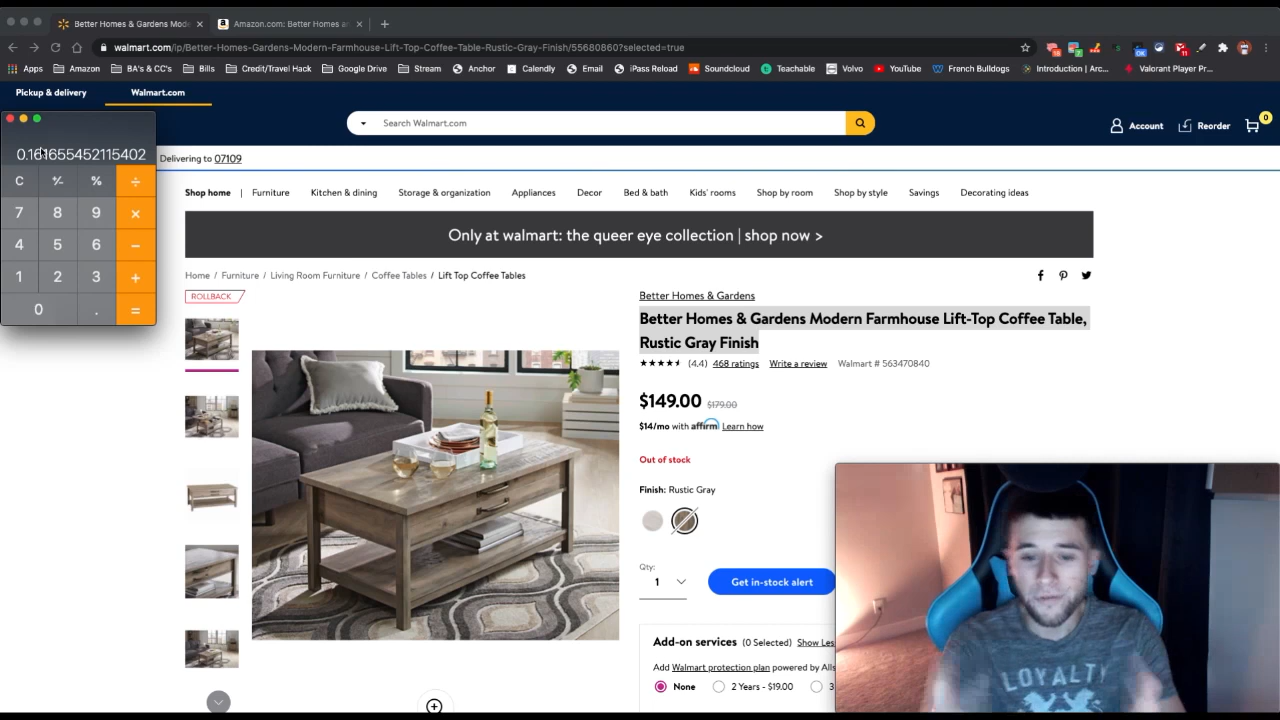 Better Homes & Gardens Mode
Amazon.com: Better Homes a
walmart.com/ip/Better-Homes-Gardens-Modern-Farmhouse-Lift-Top-Coffee-Table-Rustic-Gray-Finish/55680860?selected=true
Apps Amazon BA's & CC's Bills Credit/Travel Hack Google Drive Stream Anchor Calendly Email iPass Reload Soundcloud Teachable Volvo YouTube French Bulldogs Introduction | Arc... Valorant Player Pr...
Pickup & delivery Walmart.com
Search Walmart.com
Account Reorder 0
Delivering to 07109
C +⁄- % ÷
7 8 9 ×
4 5 6 −
1 2 3 +
0 . =
Shop home | Furniture Kitchen & dining Storage & organization Appliances Decor Bed & bath Kids' rooms Shop by room Shop by style Savings Decorating ideas
Only at walmart: the queer eye collection | shop now >
Home / Furniture / Living Room Furniture / Coffee Tables / Lift Top Coffee Tables
ROLLBACK
Better Homes & Gardens
Better Homes & Gardens Modern Farmhouse Lift-Top Coffee Table,
Rustic Gray Finish
(4.4) 468 ratings Write a review Walmart # 563470840
$149.00 $179.00
$14/mo with affirm Learn how
Out of stock
Finish: Rustic Gray
Qty:
1
Get in-stock alert
Add-on services (0 Selected) Show Les
Add Walmart protection plan powered by Alls
None 2 Years - $19.00 3
LOYALTY